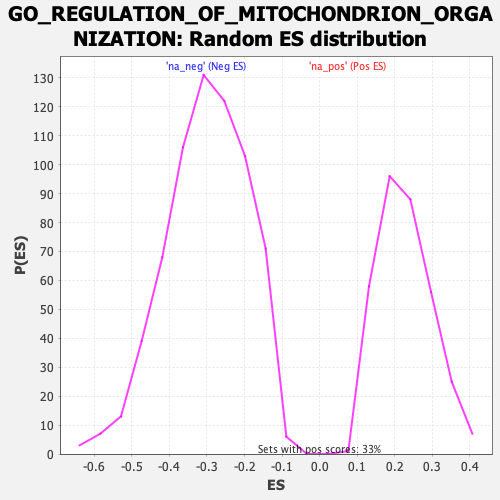 GO_REGULATION_OF_MITOCHONDRION_ORGA
NIZATION: Random ES distribution
'na_neg' (Neg ES) 'na_pos' (Pos ES)
130
120
110
100
90
80
70
60
50
40
30
20
10
0
P(ES)
Sets with pos scores: 33%
-0.6 -0.5 -0.4 -0.3 -0.2 -0.1 0.0 0.1 0.2 0.3 0.4
ES